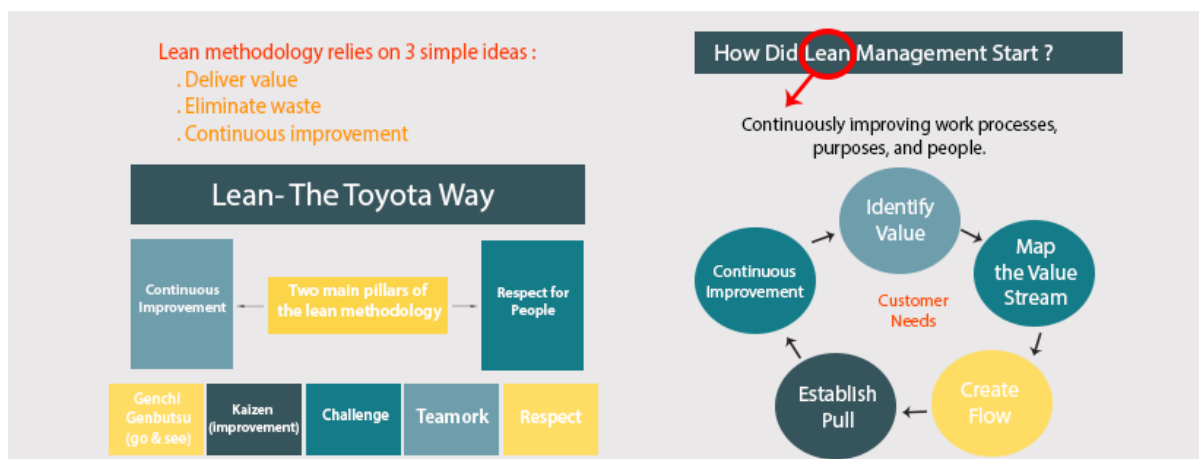 Lean methodology relies on 3 simple ideas :
. Deliver value
. Eliminate waste
. Continuous improvement
Lean- The Toyota Way
Continuous
Improvement
Two main pillars of
the lean methodology
Respect for
People
Genchi
Genbutsu
(go & see)
Kaizen
(improvement)
Challenge
Teamork
Respect
How Did Lean Management Start ?
Continuously improving work processes,
purposes, and people.
Identify
Value
Map
the Value
Stream
Create
Flow
Establish
Pull
Continuous
Improvement
Customer
Needs